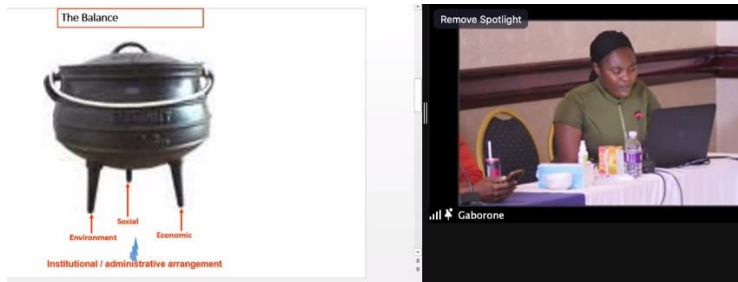 The Balance
Remove Spotlight
Social
Environment
Economic
Institutional / administrative arrangement
Gaborone